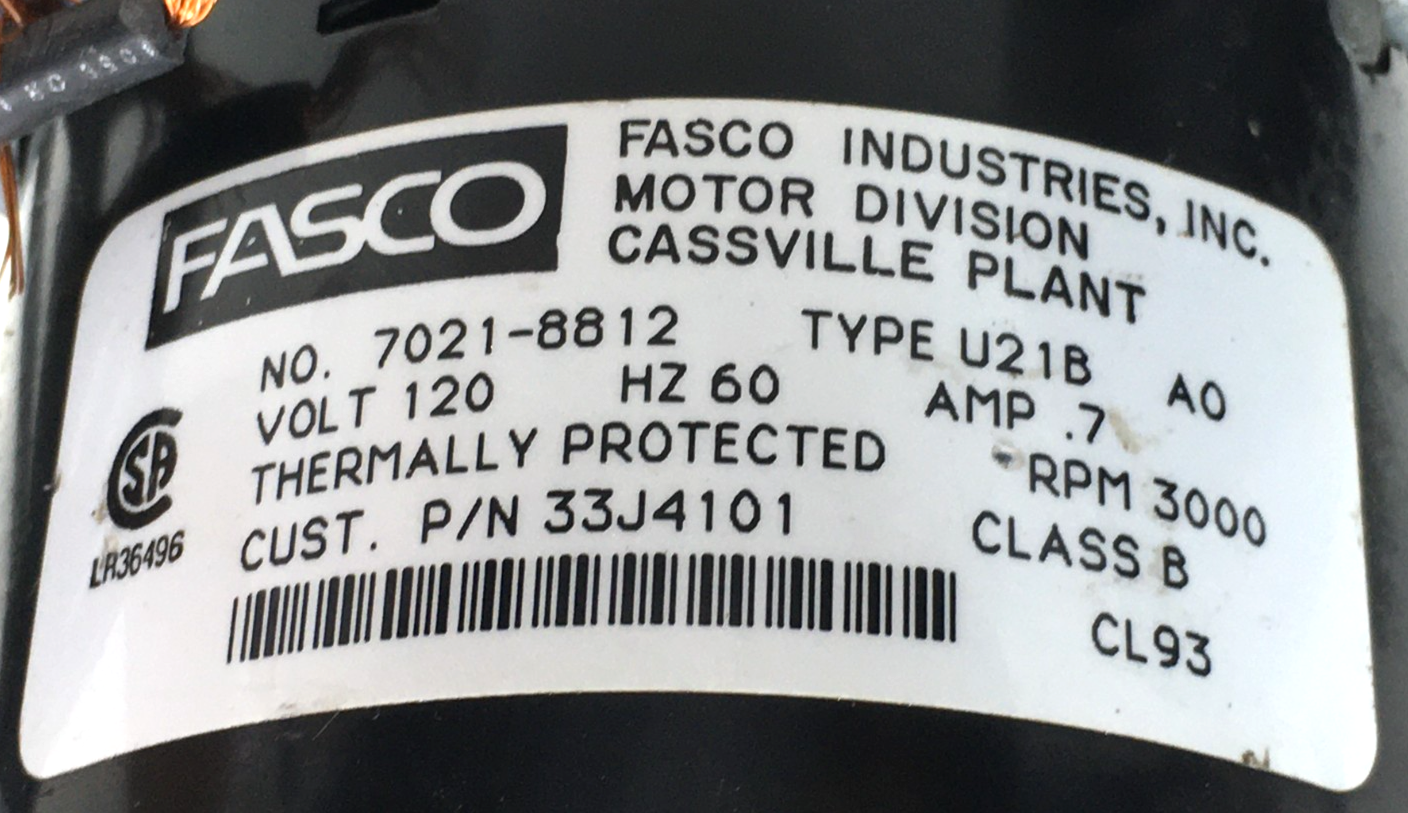 FASCO
FASCO INDUSTRIES, INC.
MOTOR DIVISION
CASSVILLE PLANT
NO. 7021-8812 TYPE U21B A0
VOLT 120 HZ 60 AMP .7
THERMALLY PROTECTED RPM 3000
CUST. P/N 33J4101 CLASS B
SA
LR36496
CL93